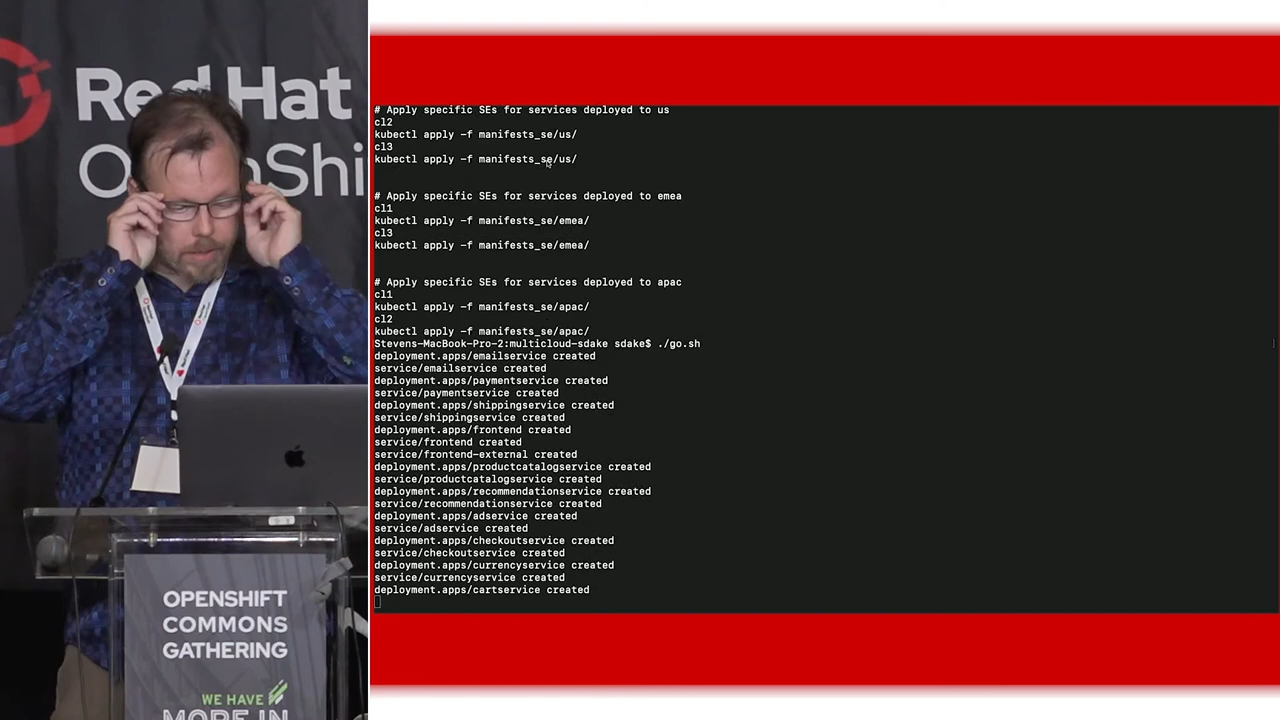 Red Hat
OpenShi
OPENSHIFT
COMMONS
GATHERING
WE HAVE
MORE IN
# Apply specific SEs for services deployed to us
cl2
kubectl apply -f manifests_se/us/
cl3
kubectl apply -f manifests_se/us/
# Apply specific SEs for services deployed to emea
cl1
kubectl apply -f manifests_se/emea/
cl3
kubectl apply -f manifests_se/emea/
# Apply specific SEs for services deployed to apac
cl1
kubectl apply -f manifests_se/apac/
cl2
kubectl apply -f manifests_se/apac/
Stevens-MacBook-Pro-2:multicloud-sdake sdake$ ./go.sh
deployment.apps/emailservice created
service/emailservice created
deployment.apps/paymentservice created
service/paymentservice created
deployment.apps/shippingservice created
service/shippingservice created
deployment.apps/frontend created
service/frontend created
service/frontend-external created
deployment.apps/productcatalogservice created
service/productcatalogservice created
deployment.apps/recommendationservice created
service/recommendationservice created
deployment.apps/adservice created
service/adservice created
deployment.apps/checkoutservice created
service/checkoutservice created
deployment.apps/currencyservice created
service/currencyservice created
deployment.apps/cartservice created